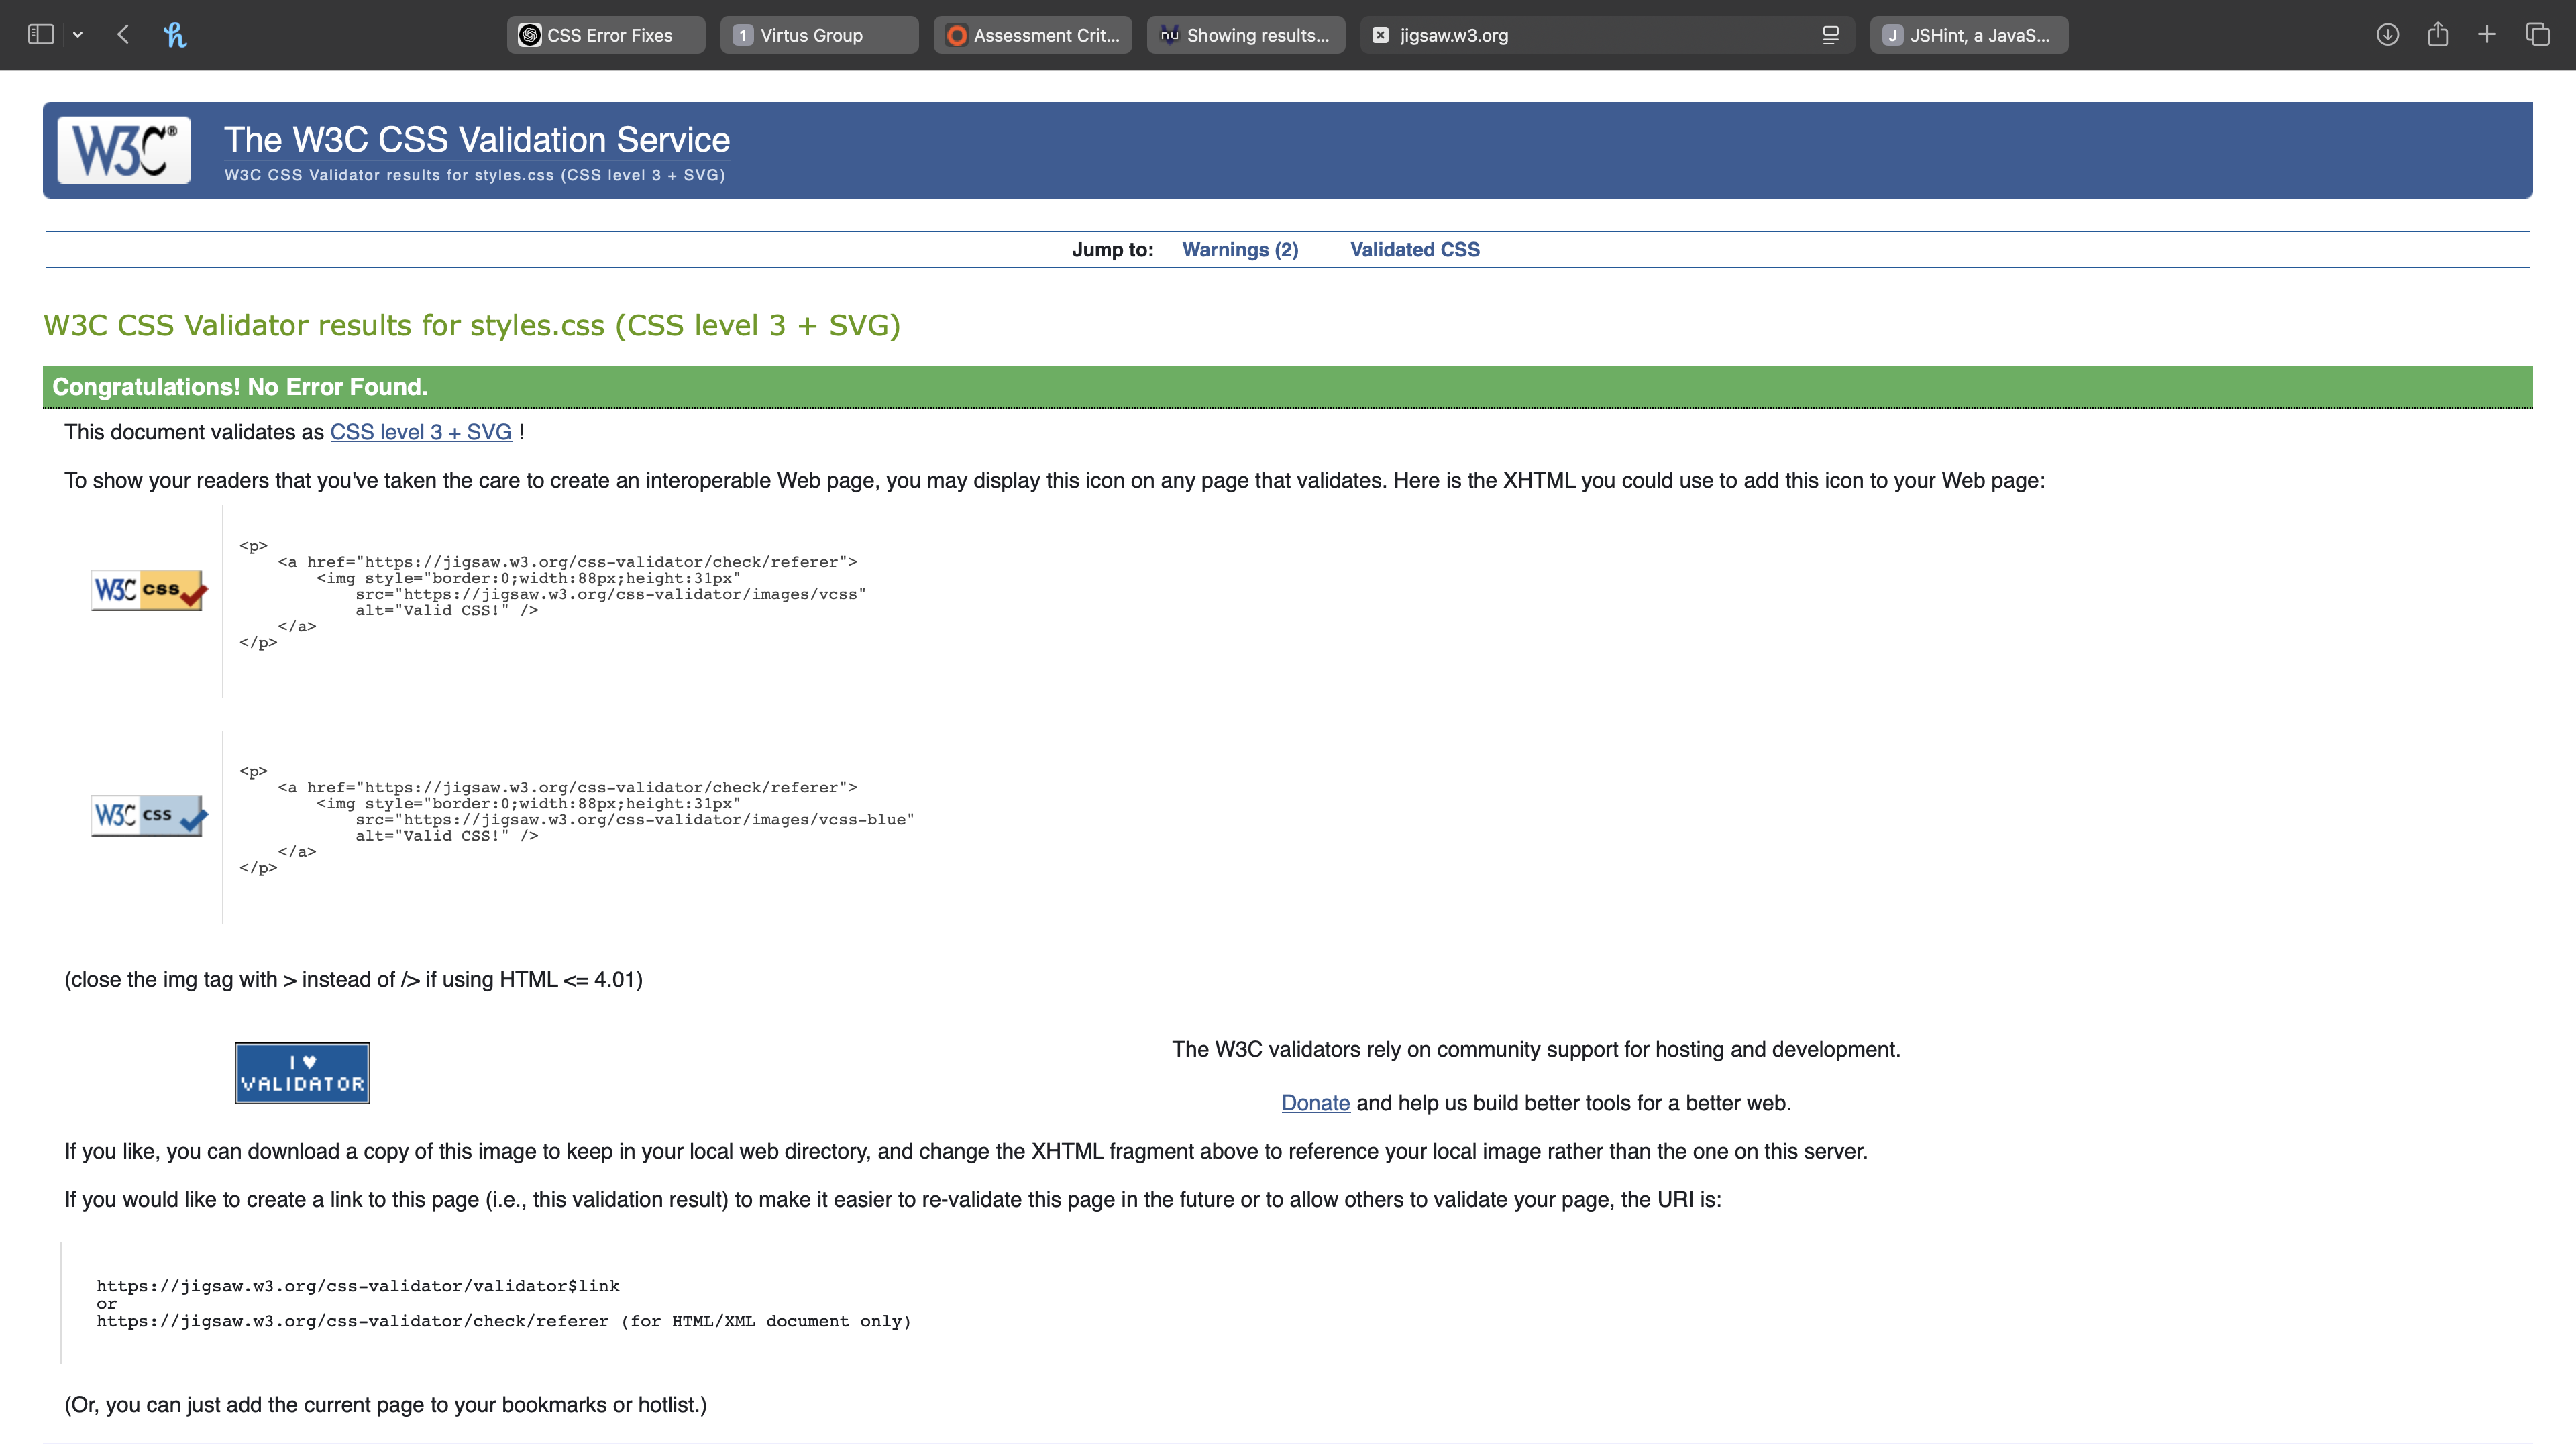 CSS Error Fixes
1 Virtus Group
Assessment Crit...
nu Showing results...
jigsaw.w3.org
J JSHint, a JavaS...
W3C®
The W3C CSS Validation Service
W3C CSS Validator results for styles.css (CSS level 3 + SVG)
Jump to: Warnings (2) Validated CSS
W3C CSS Validator results for styles.css (CSS level 3 + SVG)
Congratulations! No Error Found.
This document validates as CSS level 3 + SVG !
To show your readers that you've taken the care to create an interoperable Web page, you may display this icon on any page that validates. Here is the XHTML you could use to add this icon to your Web page:
W3C css
<p>
<a href="https://jigsaw.w3.org/css-validator/check/referer">
<img style="border:0;width:88px;height:31px"
src="https://jigsaw.w3.org/css-validator/images/vcss"
alt="Valid CSS!" />
</a>
</p>
W3C css
<p>
<a href="https://jigsaw.w3.org/css-validator/check/referer">
<img style="border:0;width:88px;height:31px"
src="https://jigsaw.w3.org/css-validator/images/vcss-blue"
alt="Valid CSS!" />
</a>
</p>
(close the img tag with > instead of /> if using HTML <= 4.01)
I ♥
VALIDATOR
The W3C validators rely on community support for hosting and development.
Donate and help us build better tools for a better web.
If you like, you can download a copy of this image to keep in your local web directory, and change the XHTML fragment above to reference your local image rather than the one on this server.
If you would like to create a link to this page (i.e., this validation result) to make it easier to re-validate this page in the future or to allow others to validate your page, the URI is:
https://jigsaw.w3.org/css-validator/validator$link
or
https://jigsaw.w3.org/css-validator/check/referer (for HTML/XML document only)
(Or, you can just add the current page to your bookmarks or hotlist.)